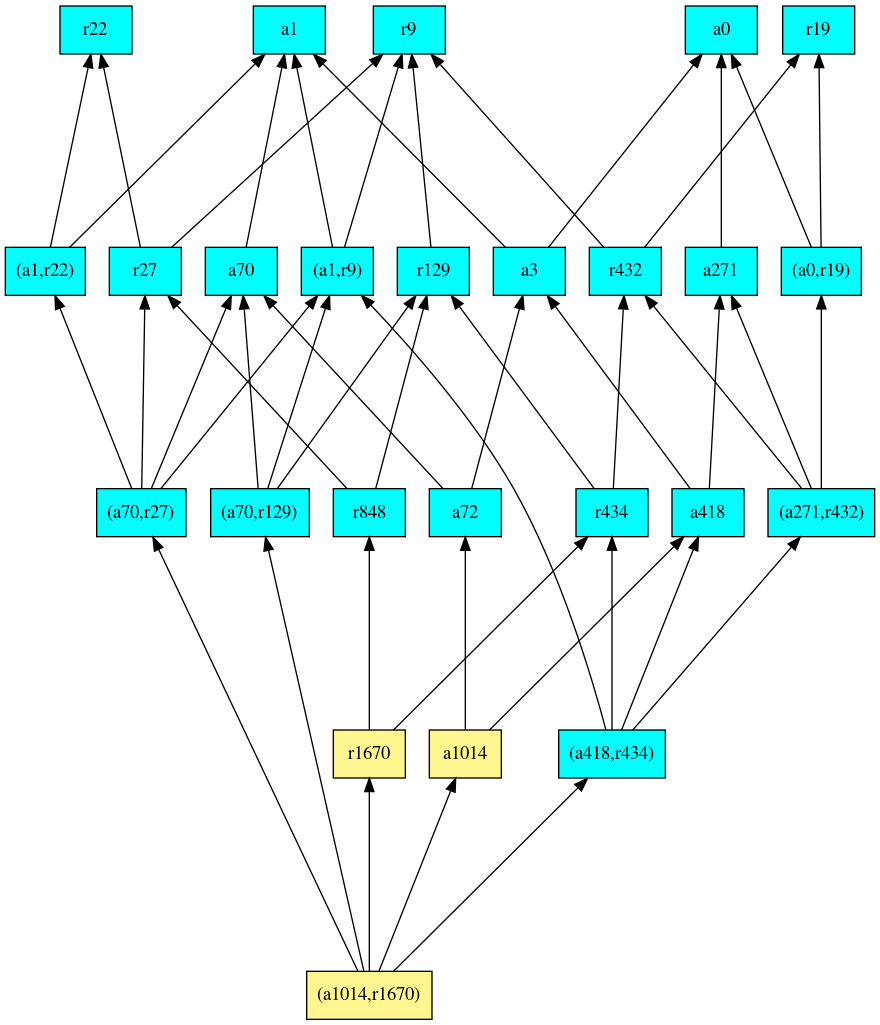 r22
a1
r9
a0
r19
(a1,r22)
r27
a70
(a1,r9)
r129
a3
r432
a271
(a0,r19)
(a70,r27)
(a70,r129)
r848
a72
r434
a418
(a271,r432)
r1670
a1014
(a418,r434)
(a1014,r1670)